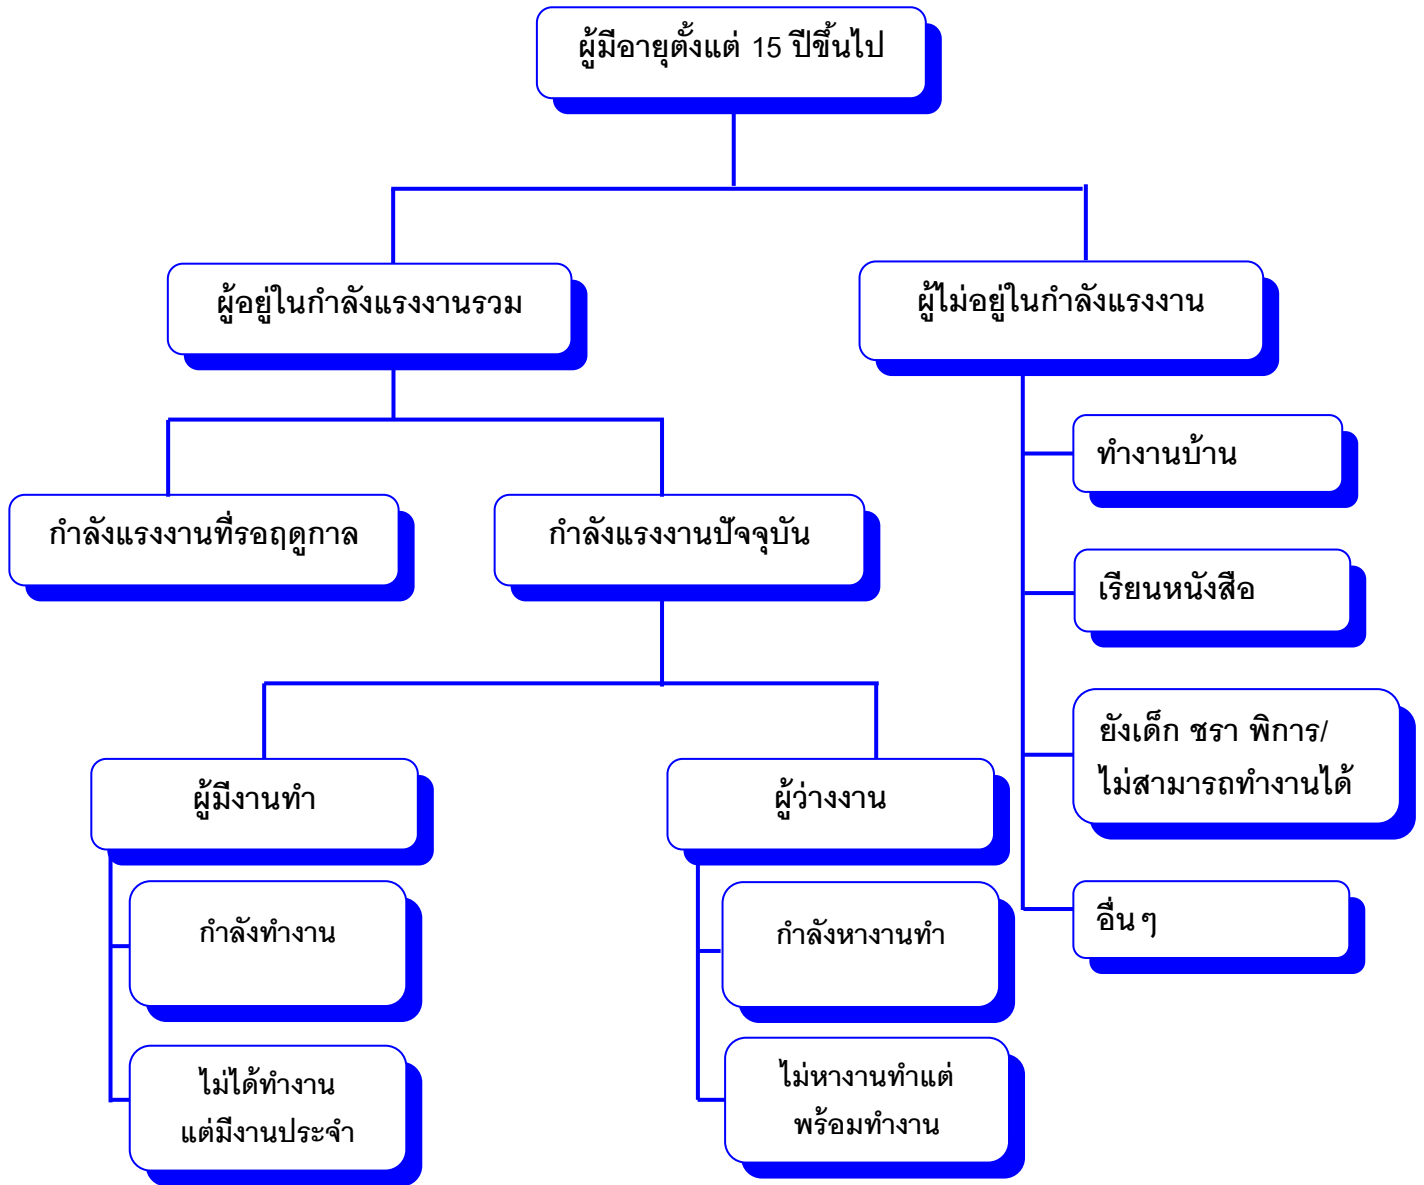 ผู้มีอายุตั้งแต่ 15 ปีขึ้นไป
ผู้อยู่ในกำลังแรงงานรวม
ผู้ไม่อยู่ในกำลังแรงงาน
ทำงานบ้าน
กำลังแรงงานที่รอฤดูกาล
กำลังแรงงานปัจจุบัน
เรียนหนังสือ
ยังเด็ก ชรา พิการ/
ไม่สามารถทำงานได้
ผู้มีงานทำ
ผู้ว่างงาน
อื่นๆ
กำลังทำงาน
กำลังหางานทำ
ไม่ได้ทำงาน
แต่มีงานประจำ
ไม่หางานทำแต่
พร้อมทำงาน